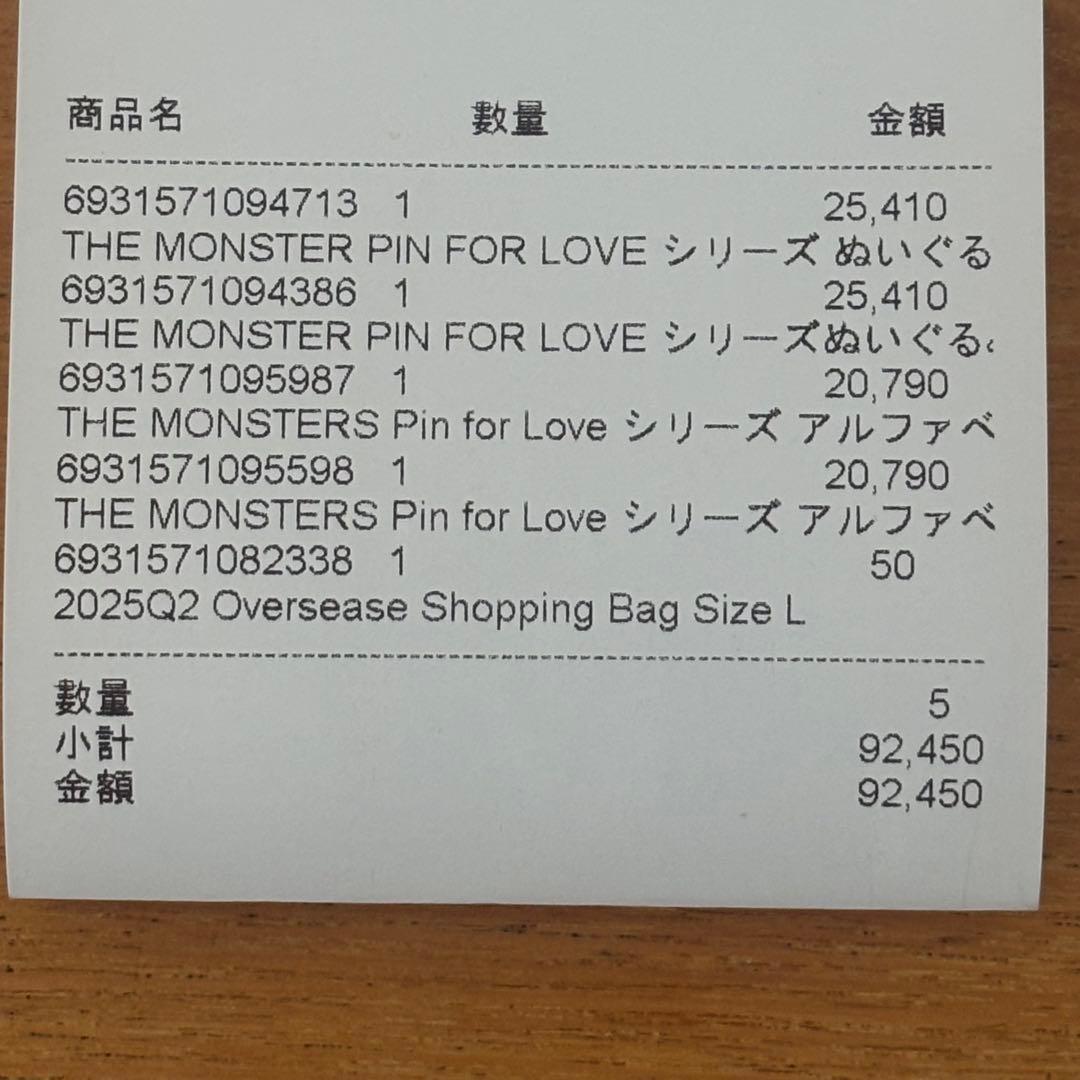 商品名 數量 金額
6931571094713 1 25,410
THE MONSTER PIN FOR LOVE シリーズ ぬいぐる
6931571094386 1 25,410
THE MONSTER PIN FOR LOVE シリーズぬいぐる
6931571095987 1 20,790
THE MONSTERS Pin for Love シリーズ アルファベ
6931571095598 1 20,790
THE MONSTERS Pin for Love シリーズ アルファベ
6931571082338 1 50
2025Q2 Oversease Shopping Bag Size L
數量 5
小計 92,450
金額 92,450